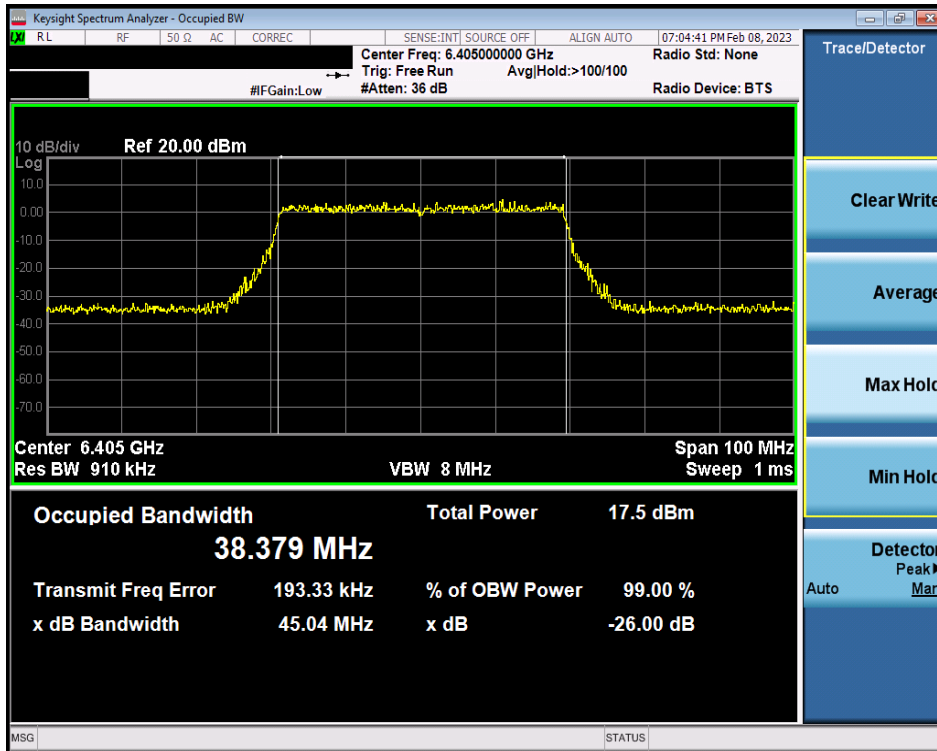 Keysight Spectrum Analyzer - Occupied BW
LXI RL RF 50 Ω AC CORREC SENSE:INT SOURCE OFF ALIGN AUTO 07:04:41 PM Feb 08, 2023
Center Freq: 6.405000000 GHz Radio Std: None
Trig: Free Run Avg|Hold:>100/100
#IFGain:Low #Atten: 36 dB Radio Device: BTS
Trace/Detector
10 dB/div Ref 20.00 dBm
Log
10.0
0.00
-10.0
-20.0
-30.0
-40.0
-50.0
-60.0
-70.0
Center 6.405 GHz Span 100 MHz
Res BW 910 kHz VBW 8 MHz Sweep 1 ms
Occupied Bandwidth Total Power 17.5 dBm
38.379 MHz
Transmit Freq Error 193.33 kHz % of OBW Power 99.00 %
x dB Bandwidth 45.04 MHz x dB -26.00 dB
Clear Write
Average
Max Hold
Min Hold
Detector
Peak
Auto Man
MSG STATUS